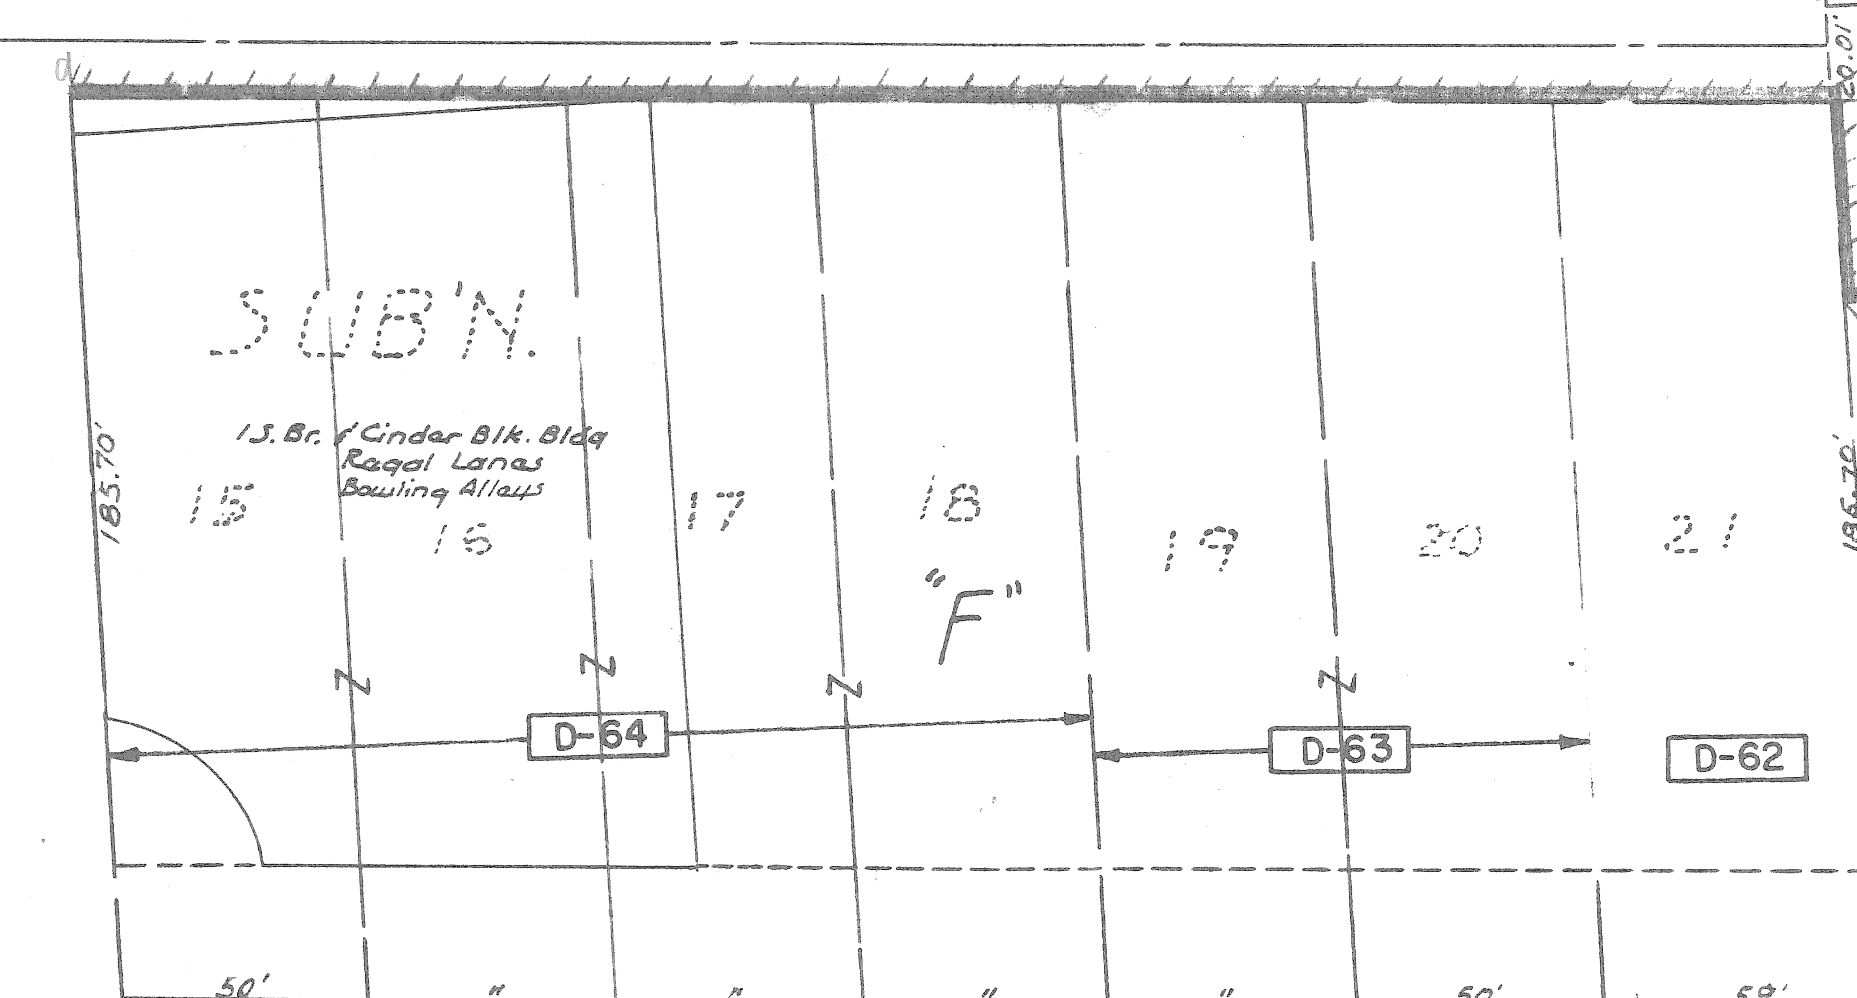 d
20.01'
SUB'N.
1S.Br. & Cinder Blk. Bldg
Regal Lanes
Bowling Alleys
185.70'
186.70'
15
16
17
18
19
20
21
"F"
D-64
D-63
D-62
50'
"
"
"
"
50'